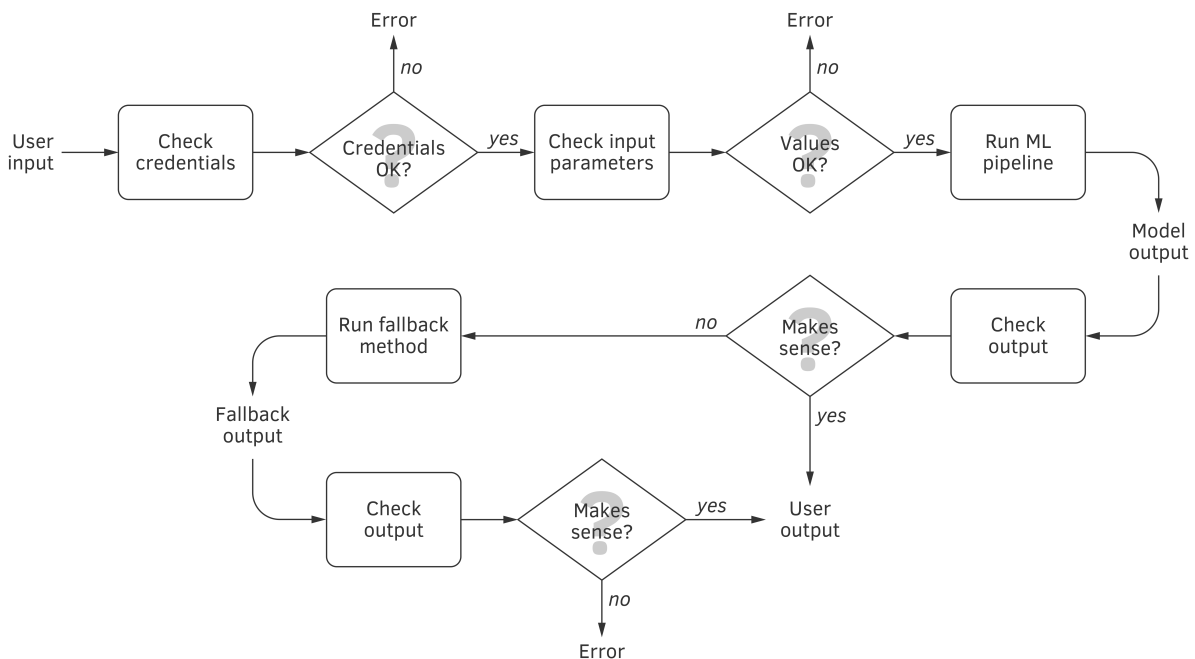 Error
Error
no
no
User
input
Check
credentials
?
Credentials
OK?
yes
Check input
parameters
?
Values
OK?
yes
Run ML
pipeline
Model
output
Check
output
?
Makes
sense?
no
yes
Run fallback
method
Fallback
output
Check
output
?
Makes
sense?
yes
User
output
no
Error